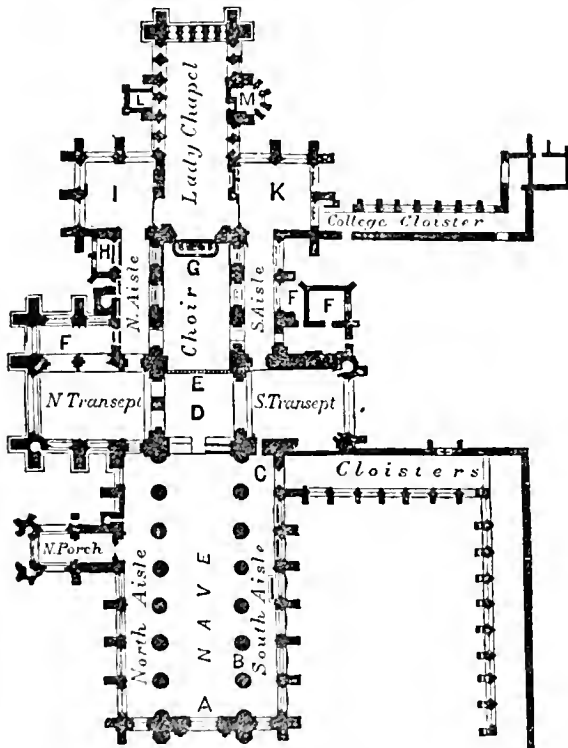 Lady Chapel
L
M
I
K
College Cloister
H
N. Aisle
G
Choir
S. Aisle
F
F
F
E
D
N Transept
S. Transept
C
Cloisters
N. Porch
North Aisle
NAVE
South Aisle
B
A